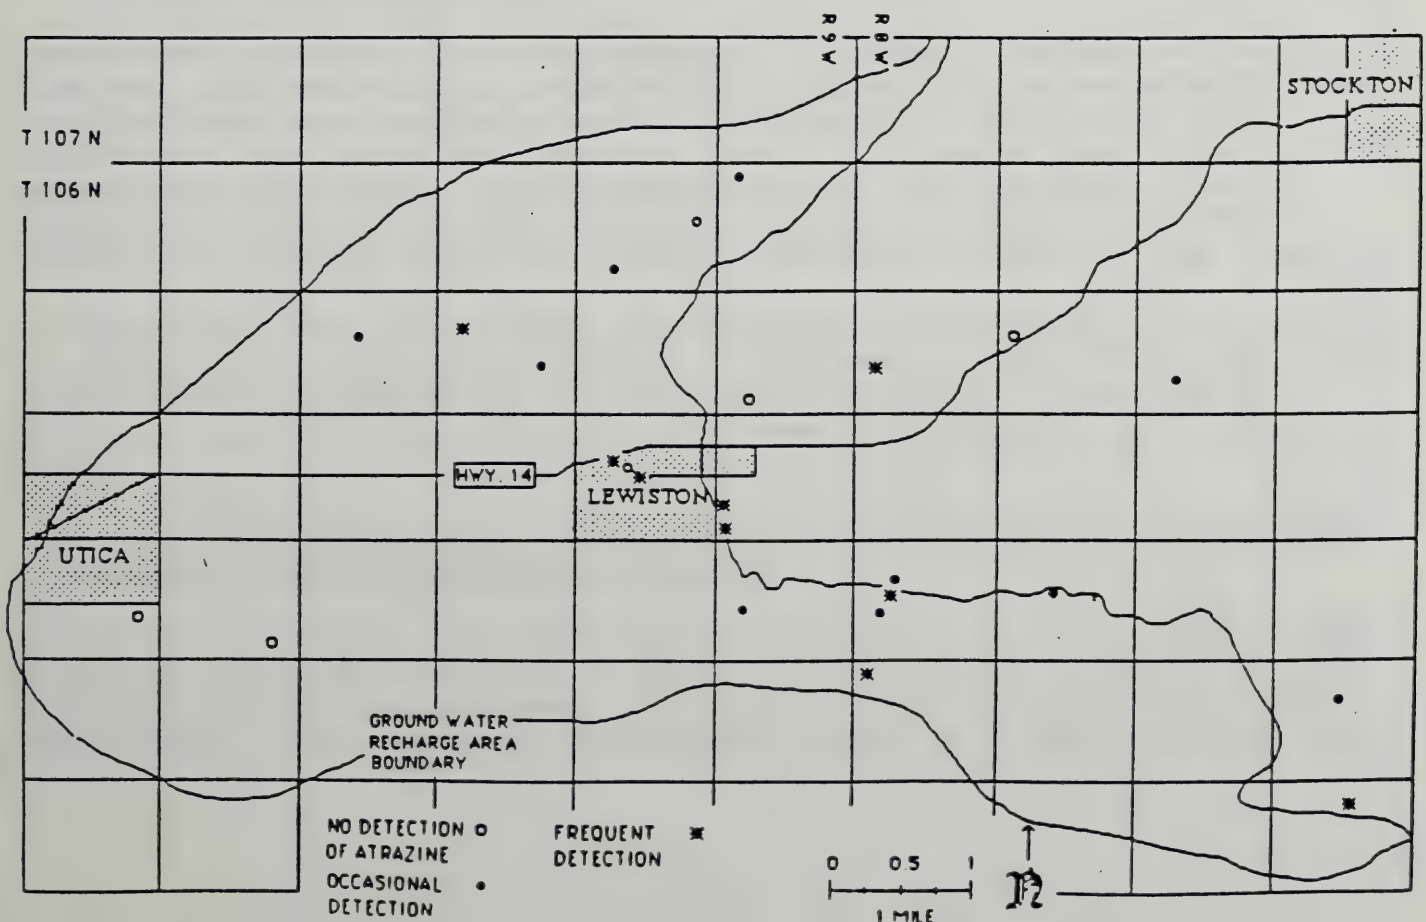 R9W
R8W
STOCKTON
T 107 N
T 106 N
HWY. 14
LEWISTON
UTICA
GROUND WATER
RECHARGE AREA
BOUNDARY
NO DETECTION
OF ATRAZINE
OCCASIONAL
DETECTION
FREQUENT
DETECTION
0 0.5 1
1 MILE
N